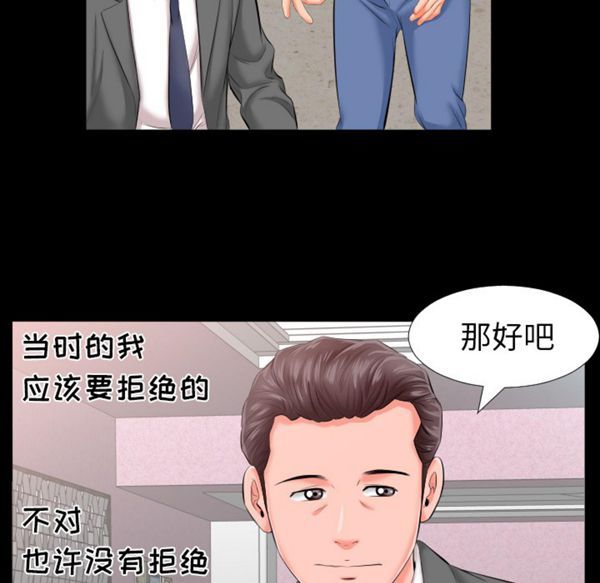 当时的我
应该要拒绝的
那好吧
不对
也许没有拒绝